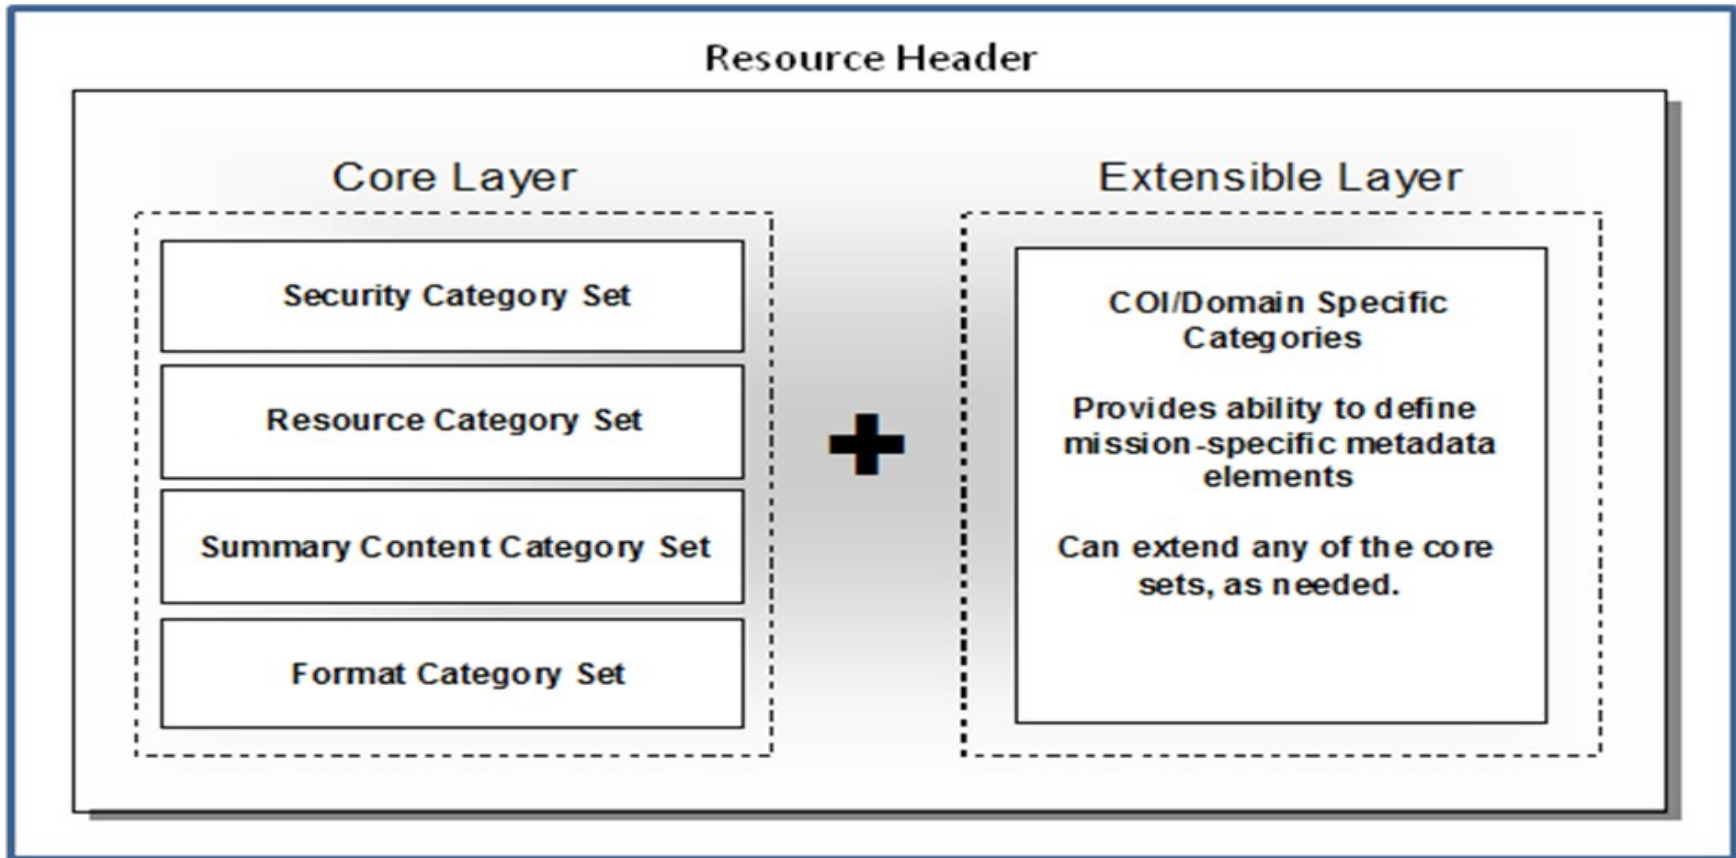 Resource Header
Core Layer
Security Category Set
Resource Category Set
Summary Content Category Set
Format Category Set
+
Extensible Layer
COI/Domain Specific
Categories
Provides ability to define
mission-specific metadata
elements
Can extend any of the core
sets, as needed.